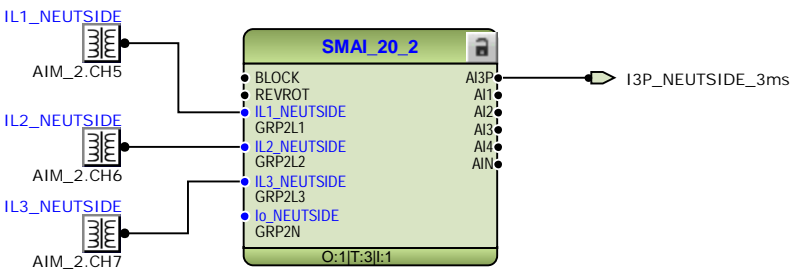 IL1_NEUTSIDE
AIM_2.CH5
IL2_NEUTSIDE
AIM_2.CH6
IL3_NEUTSIDE
AIM_2.CH7
SMAI_20_2
BLOCK
REVROT
IL1_NEUTSIDE
GRP2L1
IL2_NEUTSIDE
GRP2L2
IL3_NEUTSIDE
GRP2L3
Io_NEUTSIDE
GRP2N
AI3P
AI1
AI2
AI3
AI4
AIN
O:1|T:3|I:1
I3P_NEUTSIDE_3ms